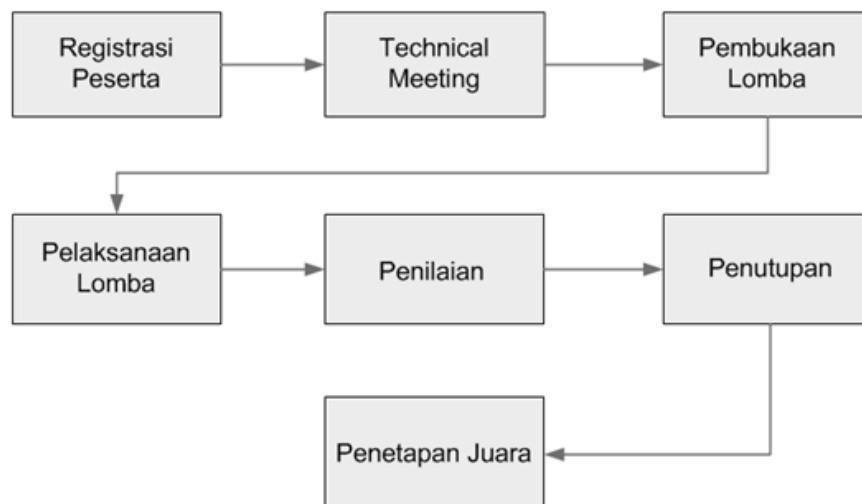 Registrasi
Peserta
Technical
Meeting
Pembukaan
Lomba
Pelaksanaan
Lomba
Penilaian
Penutupan
Penetapan Juara